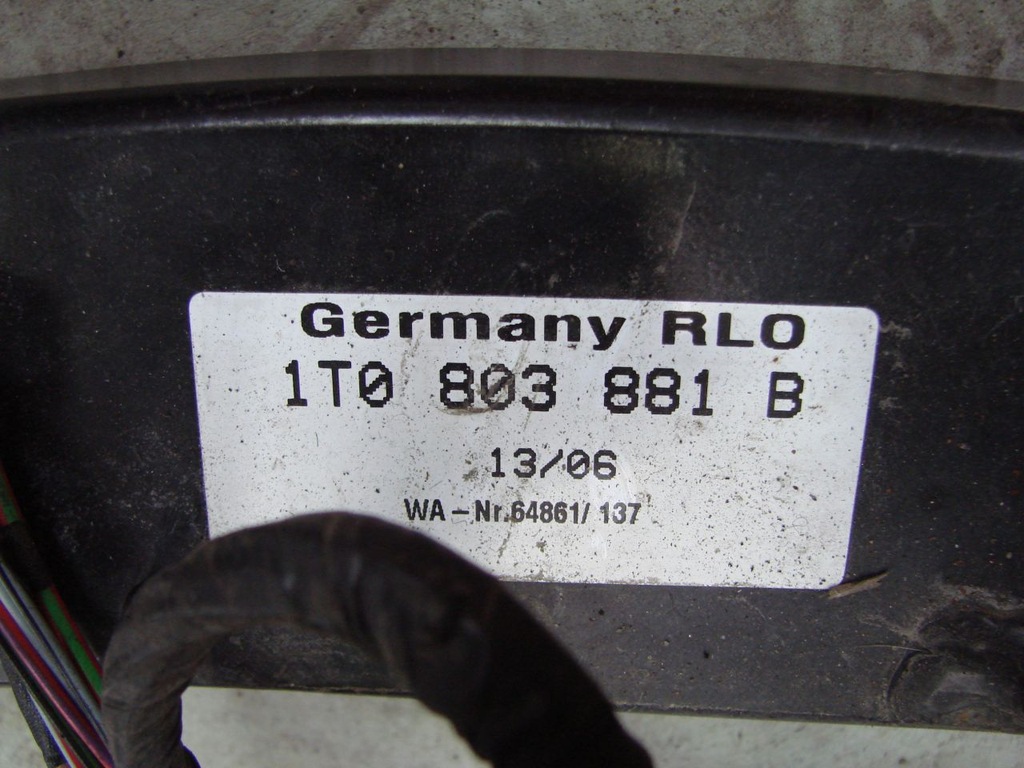 Germany RLO
1T0 803 881 B
13/06
WA - Nr.64861/ 137